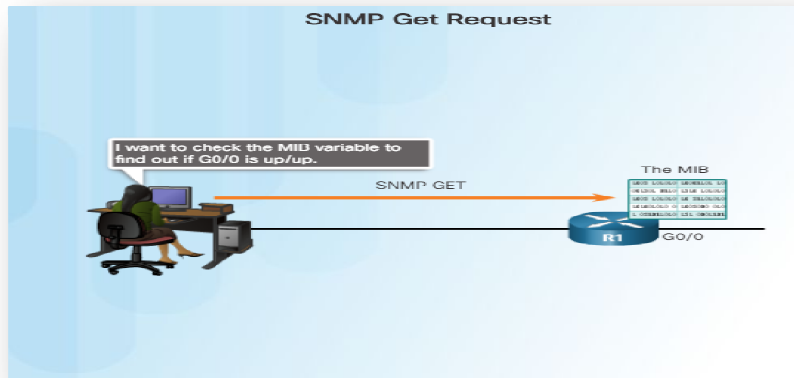 SNMP Get Request
I want to check the MIB variable to
find out if G0/0 is up/up.
SNMP GET
The MIB
R1
G0/0